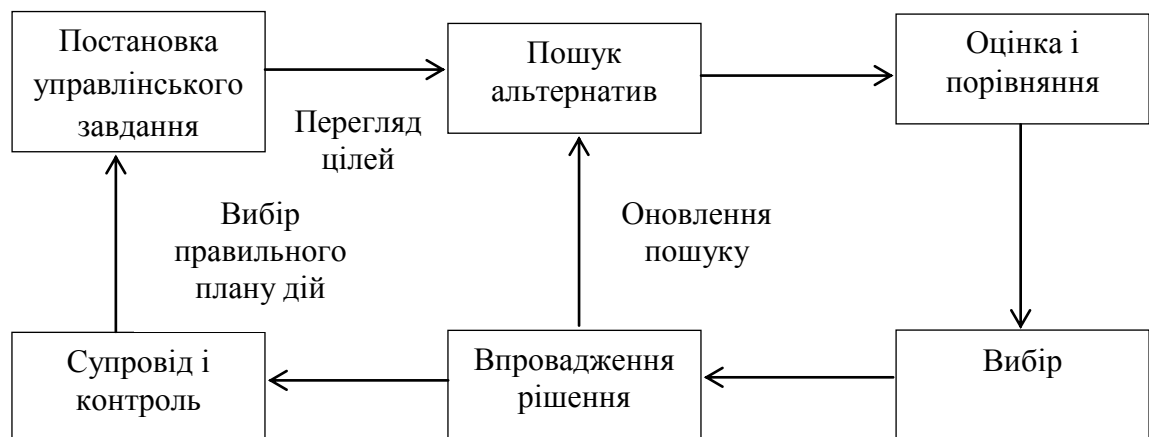 Постановка
управлінського
завдання
Пошук
альтернатив
Оцінка і
порівняння
Перегляд
цілей
Вибір
правильного
плану дій
Оновлення
пошуку
Супровід і
контроль
Впровадження
рішення
Вибір